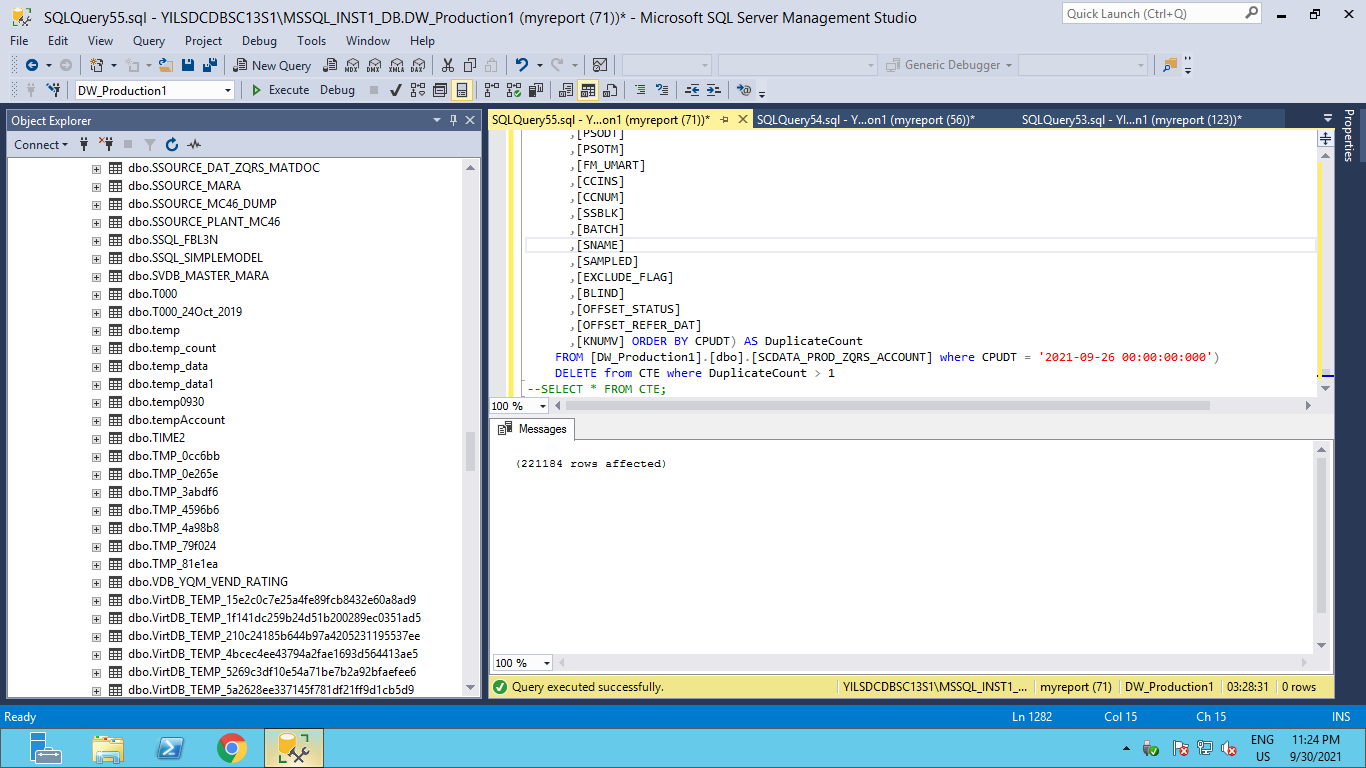 SQLQuery55.sql - YILSDCDBSC13S1\MSSQL_INST1_DB.DW_Production1 (myreport (71))* - Microsoft SQL Server Management Studio
Quick Launch (Ctrl+Q)
File Edit View Query Project Debug Tools Window Help
New Query MDX DMX XMLA DAX Generic Debugger
DW_Production1 Execute Debug
Object Explorer
Connect
dbo.SSOURCE_DAT_ZQRS_MATDOC
dbo.SSOURCE_MARA
dbo.SSOURCE_MC46_DUMP
dbo.SSOURCE_PLANT_MC46
dbo.SSQL_FBL3N
dbo.SSQL_SIMPLEMODEL
dbo.SVDB_MASTER_MARA
dbo.T000
dbo.T000_24Oct_2019
dbo.temp
dbo.temp_count
dbo.temp_data
dbo.temp_data1
dbo.temp0930
dbo.tempAccount
dbo.TIME2
dbo.TMP_0cc6bb
dbo.TMP_0e265e
dbo.TMP_3abdf6
dbo.TMP_4596b6
dbo.TMP_4a98b8
dbo.TMP_79f024
dbo.TMP_81e1ea
dbo.VDB_YQM_VEND_RATING
dbo.VirtDB_TEMP_15e2c0c7e25a4fe89fcb8432e60a8ad9
dbo.VirtDB_TEMP_1f141dc259b24d51b200289ec0351ad5
dbo.VirtDB_TEMP_210c24185b644b97a4205231195537ee
dbo.VirtDB_TEMP_4bcec4ee43794a2fae1693d564413ae5
dbo.VirtDB_TEMP_5269c3df10e54a71be7b2a92bfaefee6
dbo.VirtDB_TEMP_5a2628ee337145f781df21ff9d1cb5d9
SQLQuery55.sql - Y...on1 (myreport (71))* SQLQuery54.sql - Y...on1 (myreport (56))* SQLQuery53.sql - YI...n1 (myreport (123))*
Properties
,[PSODT]
,[PSOTM]
,[FM_UMART]
,[CCINS]
,[CCNUM]
,[SSBLK]
,[BATCH]
,[SNAME]
,[SAMPLED]
,[EXCLUDE_FLAG]
,[BLIND]
,[OFFSET_STATUS]
,[OFFSET_REFER_DAT]
,[KNUMV] ORDER BY CPUDT) AS DuplicateCount
FROM [DW_Production1].[dbo].[SCDATA_PROD_ZQRS_ACCOUNT] where CPUDT = '2021-09-26 00:00:00:000')
DELETE from CTE where DuplicateCount > 1
--SELECT * FROM CTE;
100 %
Messages
(221184 rows affected)
100 %
Query executed successfully. YILSDCDBSC13S1\MSSQL_INST1_... myreport (71) DW_Production1 03:28:31 0 rows
Ready Ln 1282 Col 15 Ch 15 INS
ENG 11:24 PM
US 9/30/2021